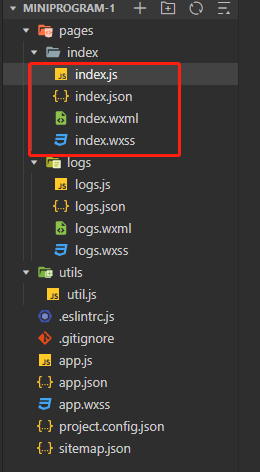 MINIPROGRAM-1
pages
index
JS index.js
{..} index.json
index.wxml
index.wxss
logs
JS logs.js
{..} logs.json
logs.wxml
logs.wxss
utils
JS util.js
.eslintrc.js
.gitignore
JS app.js
{..} app.json
app.wxss
{..} project.config.json
{..} sitemap.json